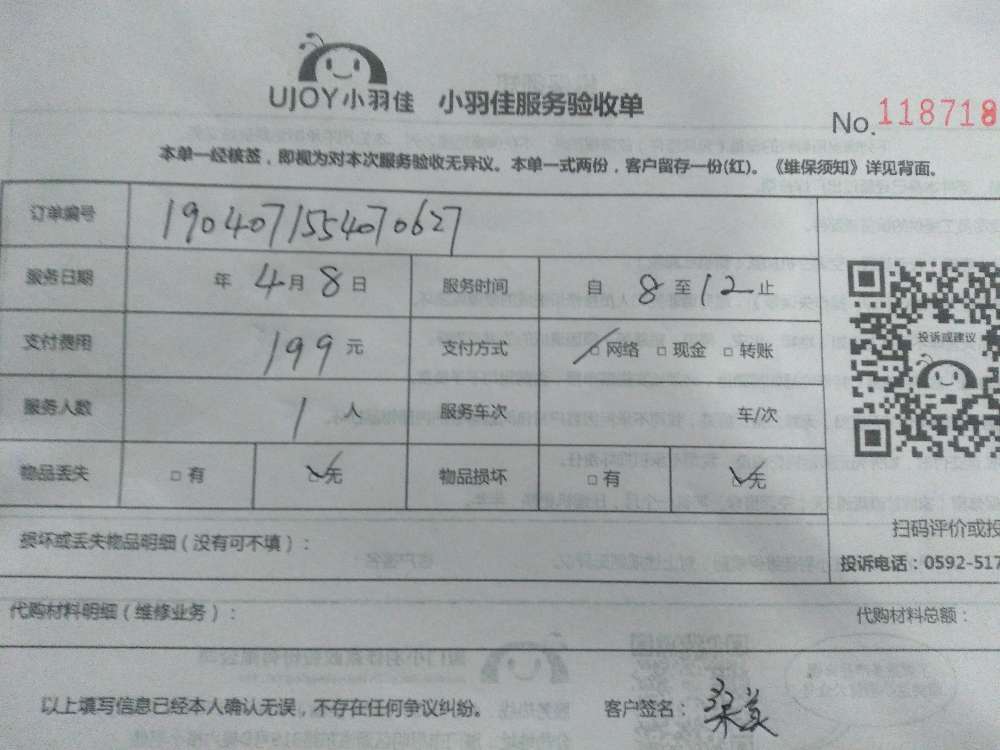 UJOY小羽佳 小羽佳服务验收单
No.118718
本单一经核签，即视为对本次服务验收无异议。本单一式两份，客户留存一份(红)。《维保须知》详见背面。
订单编号 1904071554070627
服务日期 年 4月 8日 服务时间 自 8 至 12 止
支付费用 199元 支付方式 □网络 □现金 □转账
服务人数 1 人 服务车次 车/次
物品丢失 □有 □无 物品损坏 □有 □无
投诉或建议
扫码评价或投
损坏或丢失物品明细（没有可不填）：
投诉电话：0592-517
代购材料明细（维修业务）： 代购材料总额：
以上填写信息已经本人确认无误，不存在任何争议纠纷。 客户签名：